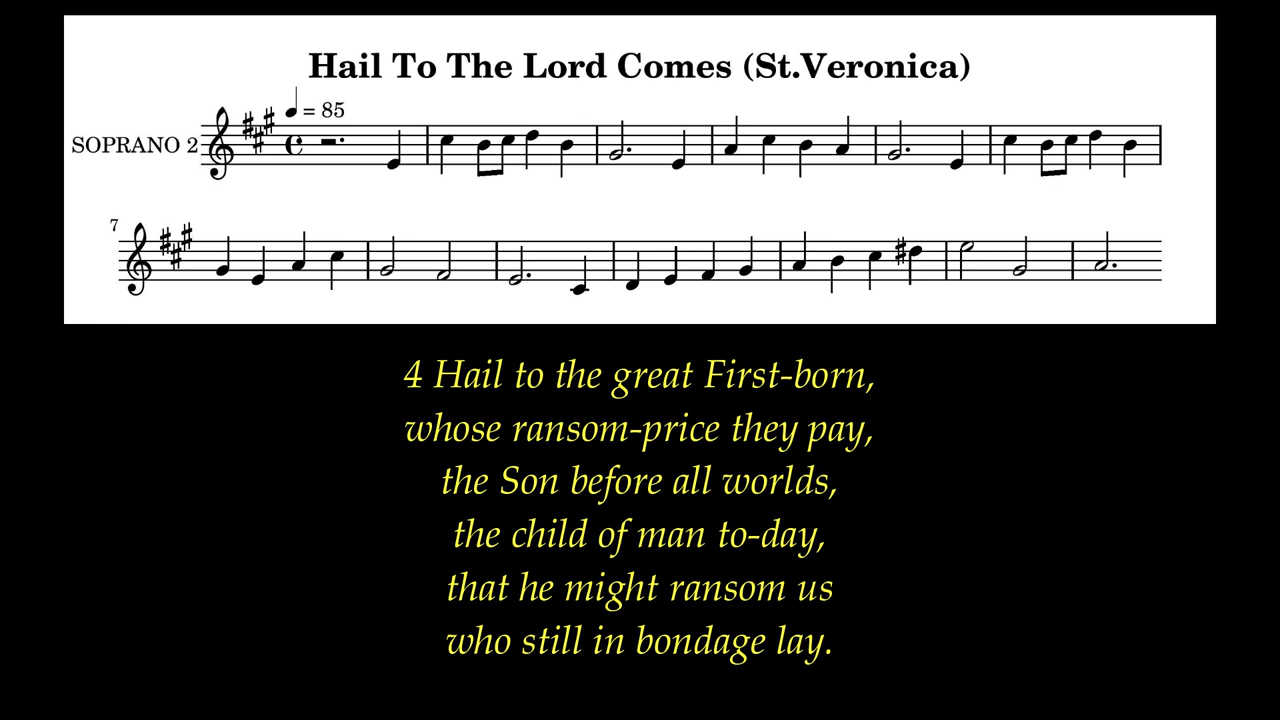 Hail To The Lord Comes (St.Veronica)
= 85
SOPRANO 2
7
4 Hail to the great First-born,
whose ransom-price they pay,
the Son before all worlds,
the child of man to-day,
that he might ransom us
who still in bondage lay.